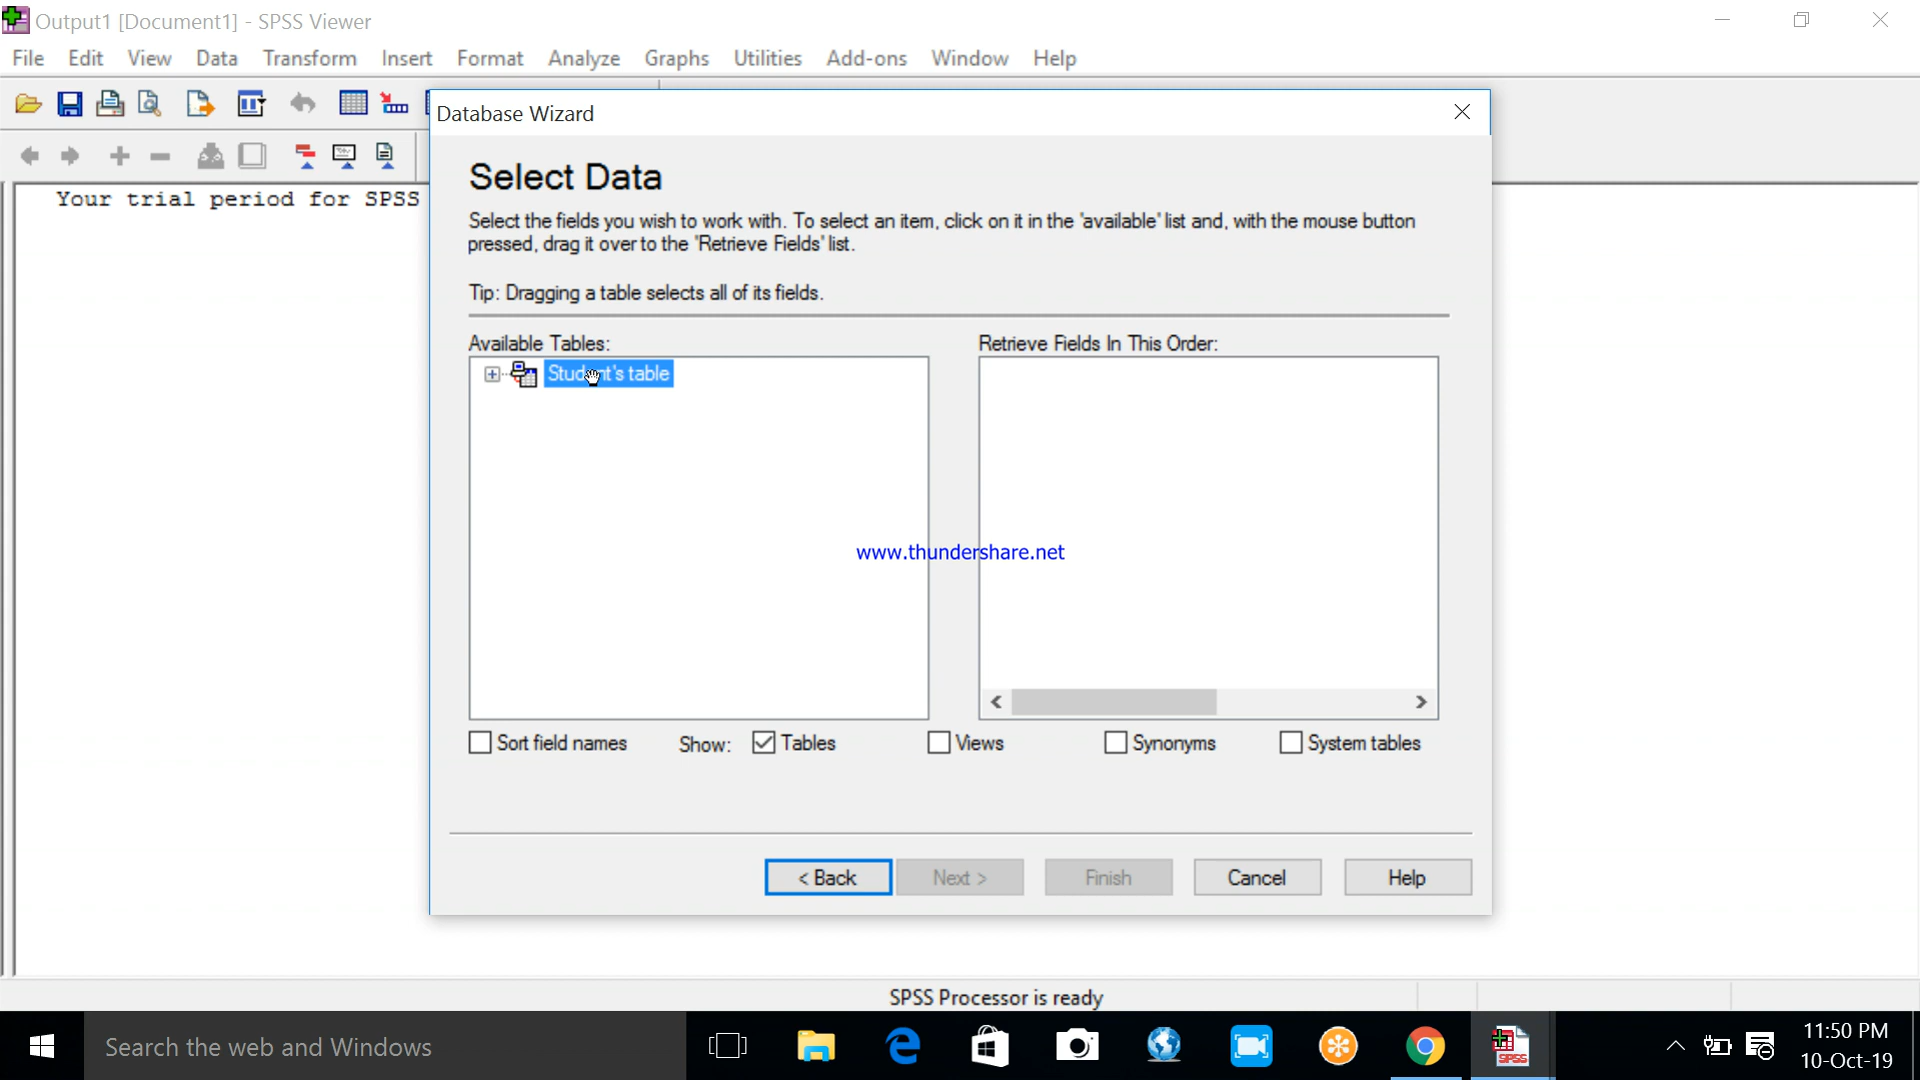 Output1 [Document1] - SPSS Viewer
File Edit View Data Transform Insert Format Analyze Graphs Utilities Add-ons Window Help
Your trial period for SPSS
Database Wizard
Select Data
Select the fields you wish to work with. To select an item, click on it in the 'available' list and, with the mouse button
pressed, drag it over to the 'Retrieve Fields' list.
Tip: Dragging a table selects all of its fields.
Available Tables: Retrieve Fields In This Order:
Student's table
www.thundershare.net
Sort field names Show: Tables Views Synonyms System tables
< Back Next > Finish Cancel Help
SPSS Processor is ready
Search the web and Windows
SPSS
11:50 PM
10-Oct-19